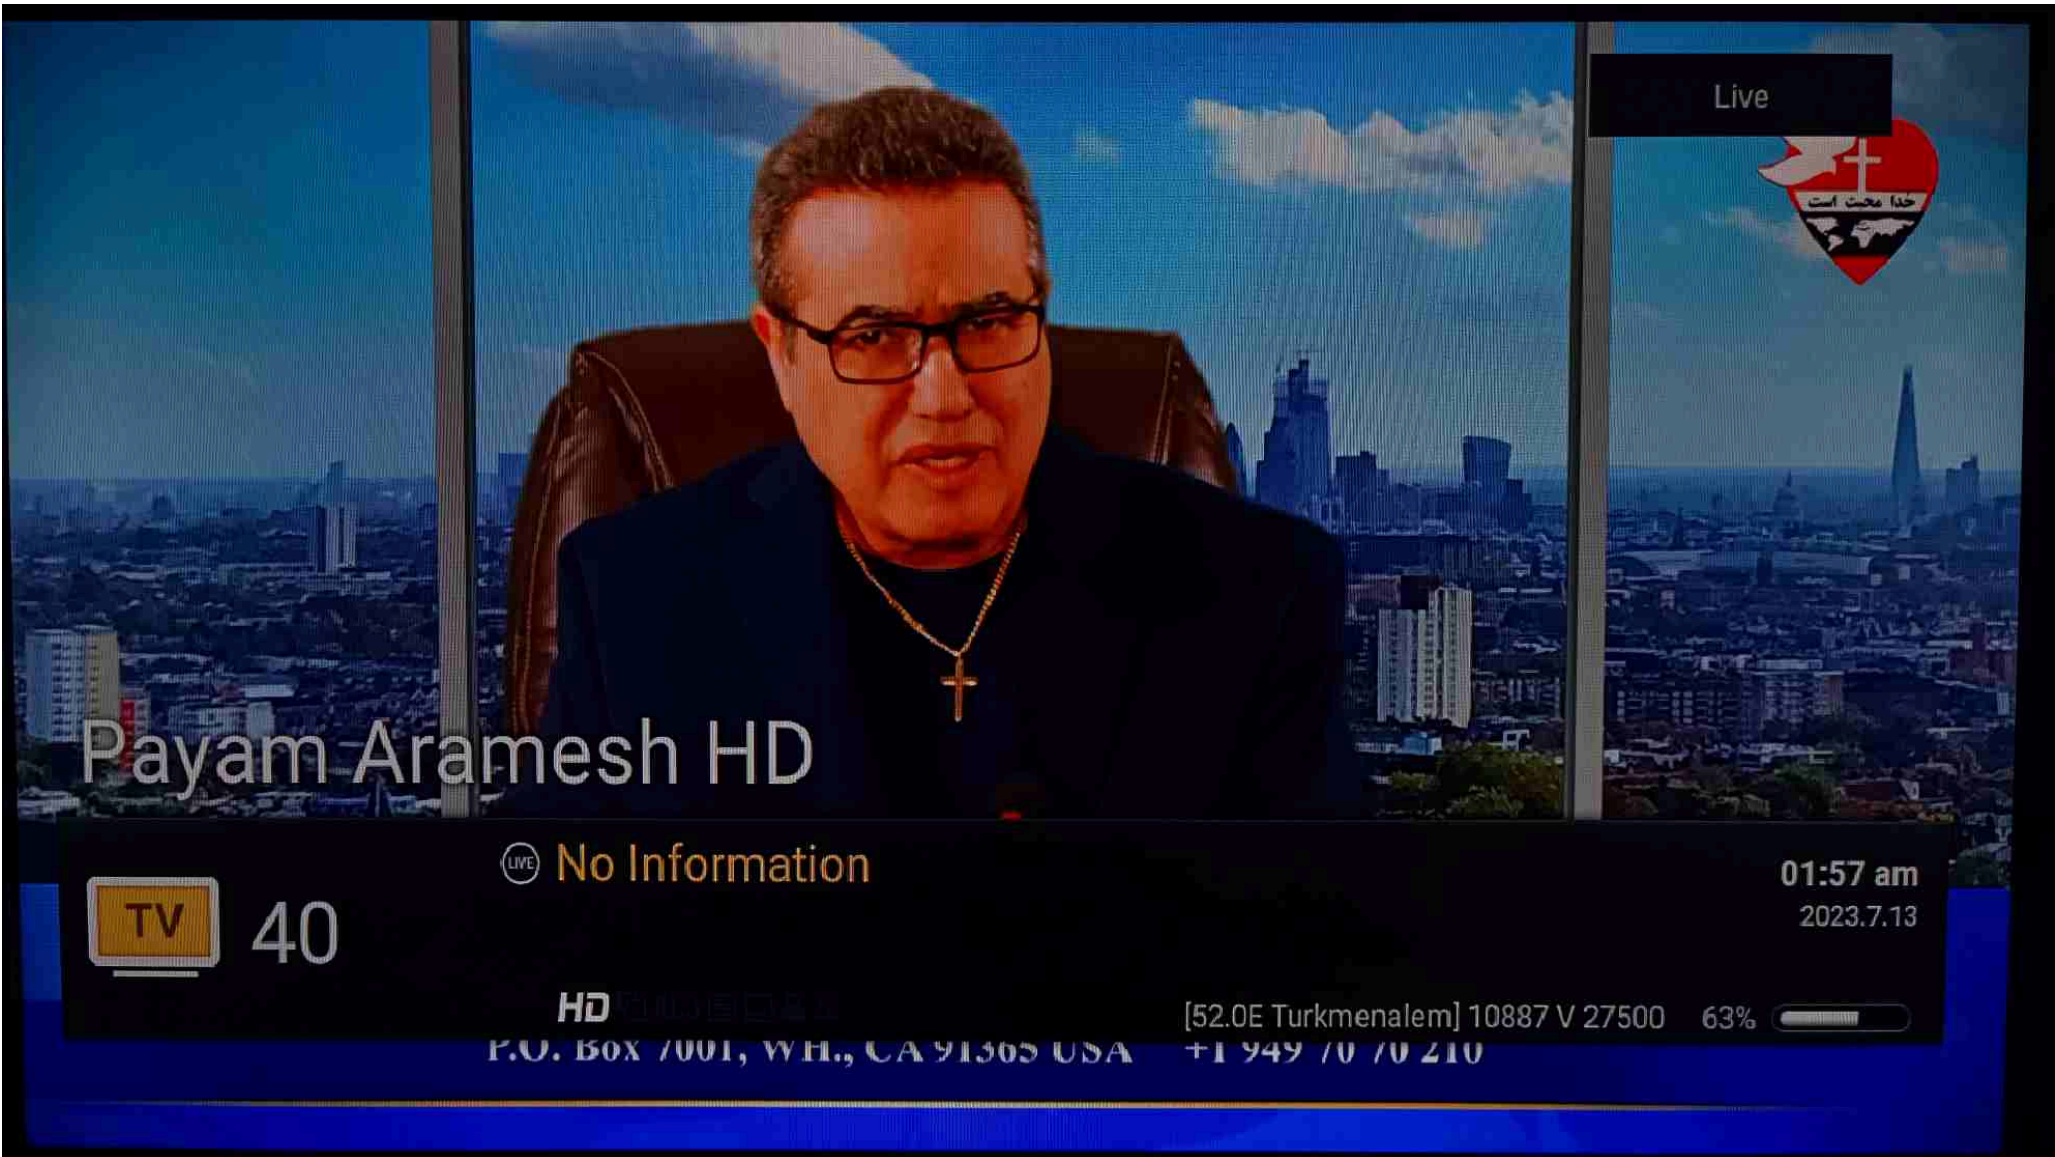 Live
خدا محبت است
Payam Aramesh HD
LIVE No Information
01:57 am
2023.7.13
TV 40
HD
[52.0E Turkmenalem] 10887 V 27500 63%
P.O. Box 7001, WH., CA 91365 USA +1 949 70 70 210